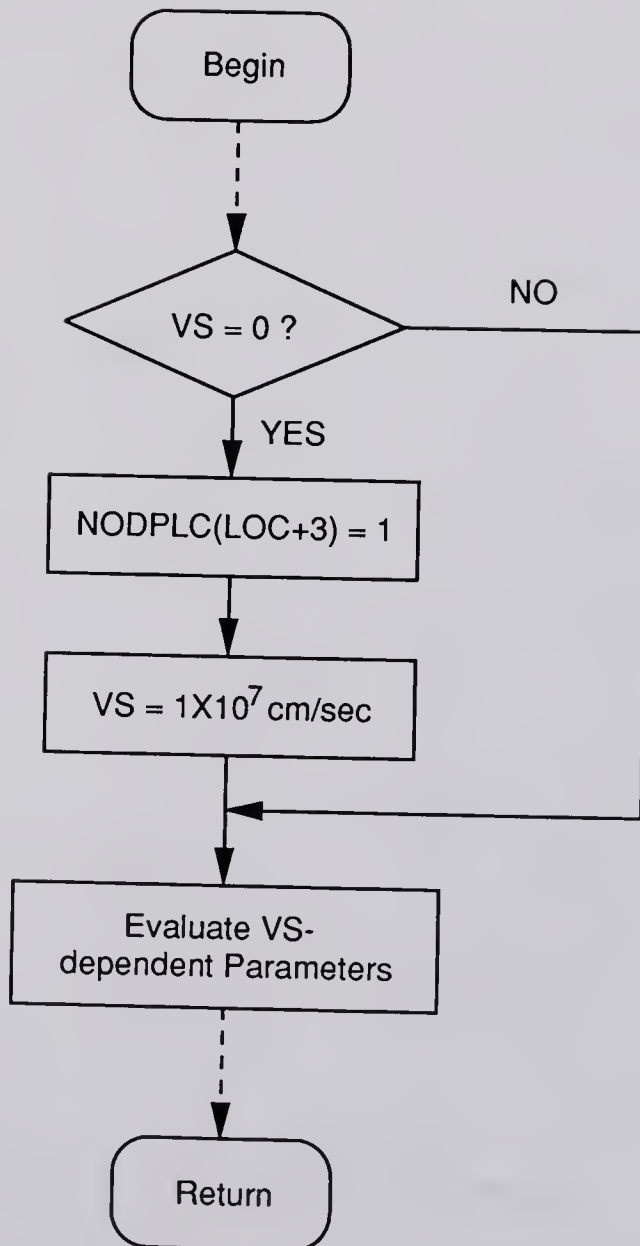 Begin
VS = 0 ?
NO
YES
NODPLC(LOC+3) = 1
VS = 1X10⁷ cm/sec
Evaluate VS-
dependent Parameters
Return